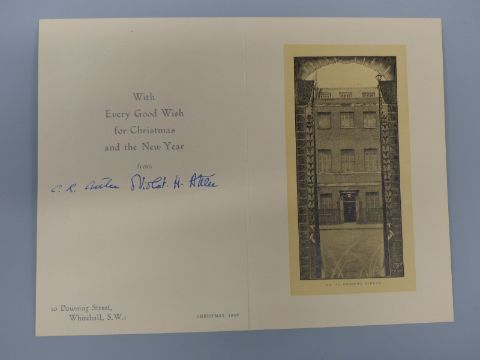 With
Every Good Wish
for Christmas
and the New Year
from
C. R. Attlee Violet H. Attlee
10 Downing Street,
Whitehall, S.W.1
CHRISTMAS
NO. 10 DOWNING STREET